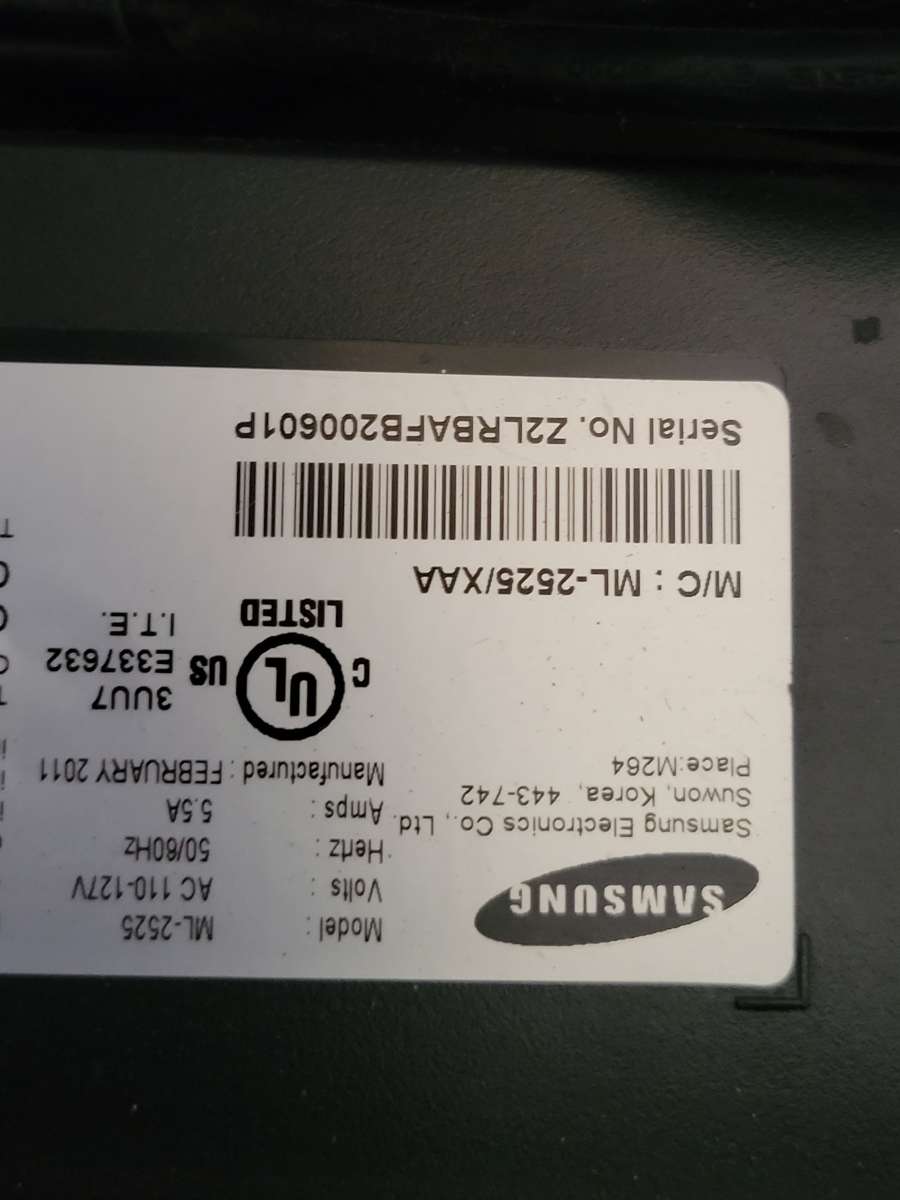 SAMSUNG
Samsung Electronics Co., Ltd.
Suwon, Korea, 443-742
Place:M264
Model : ML-2525
Volts : AC 110-127V
Hertz : 50/60Hz
Amps : 5.5A
Manufactured : FEBRUARY 2011
C UL US
LISTED
3UU7
E337632
I.T.E.
M/C : ML-2525/XAA
Serial No. Z2LRBAFB200601P